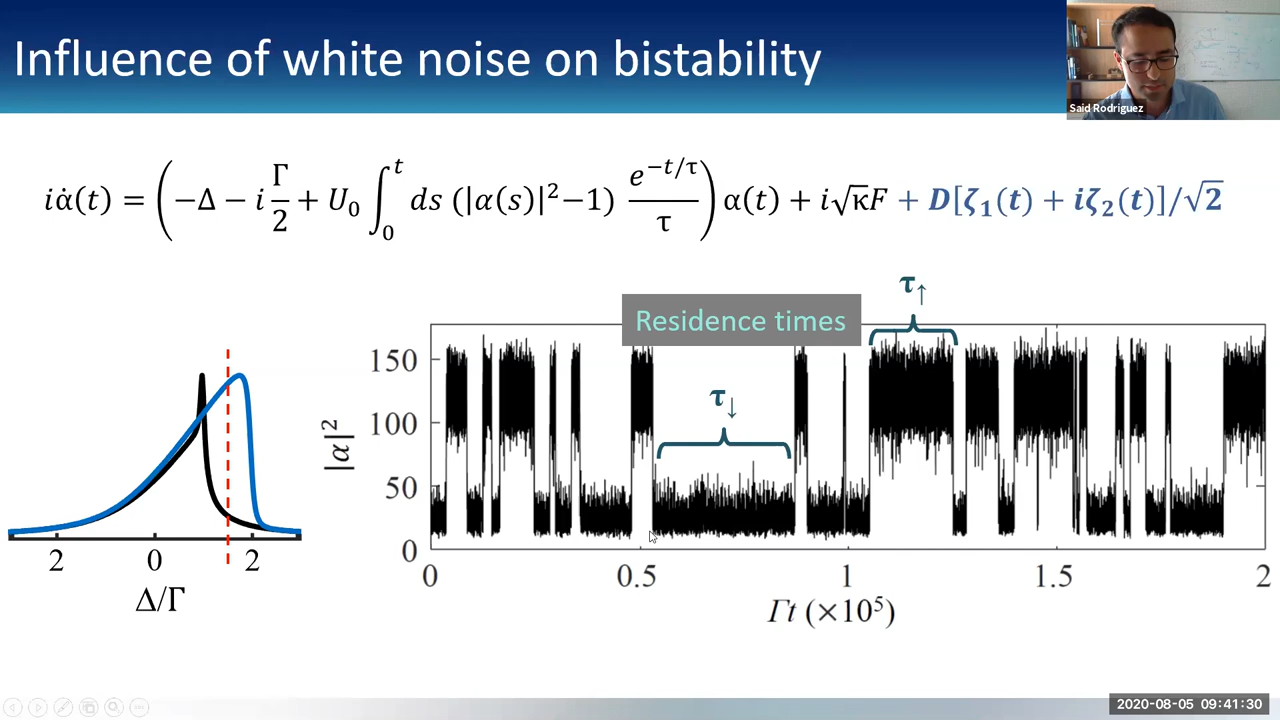 Influence of white noise on bistability
Said Rodriguez
iα̇(t) = (−Δ − i Γ/2 + U₀ ∫₀ᵗ ds (|α(s)|²−1) e^{−t/τ}/τ) α(t) + i√κF + D[ζ₁(t) + iζ₂(t)]/√2
Residence times
τ↑
τ↓
|α|²
150
100
50
0
0 0.5 1 1.5 2
Γt (×10⁵)
2 0 2
Δ/Γ
2020-08-05 09:41:30